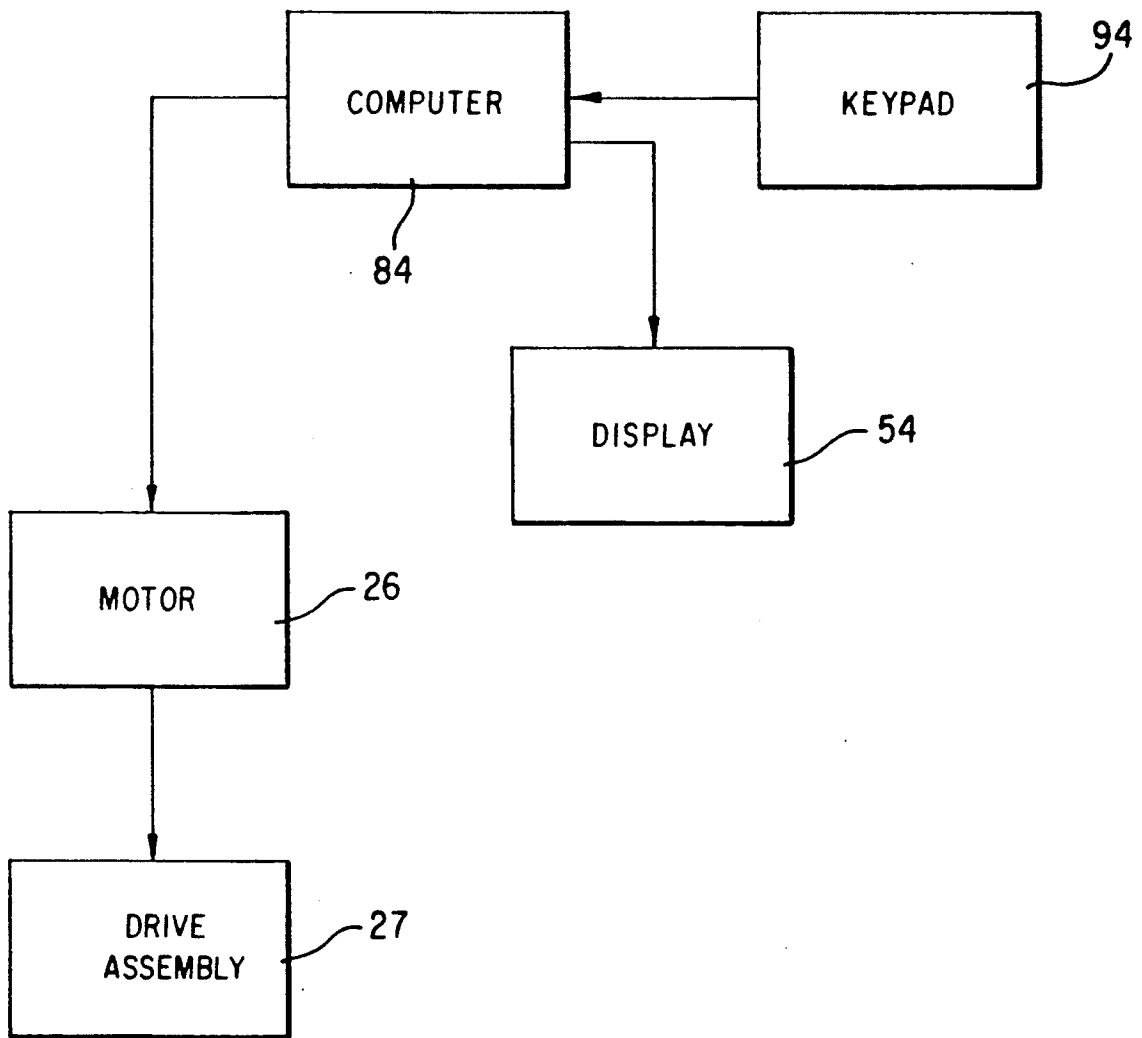 COMPUTER
KEYPAD
94
84
DISPLAY
54
MOTOR
26
DRIVE
ASSEMBLY
27